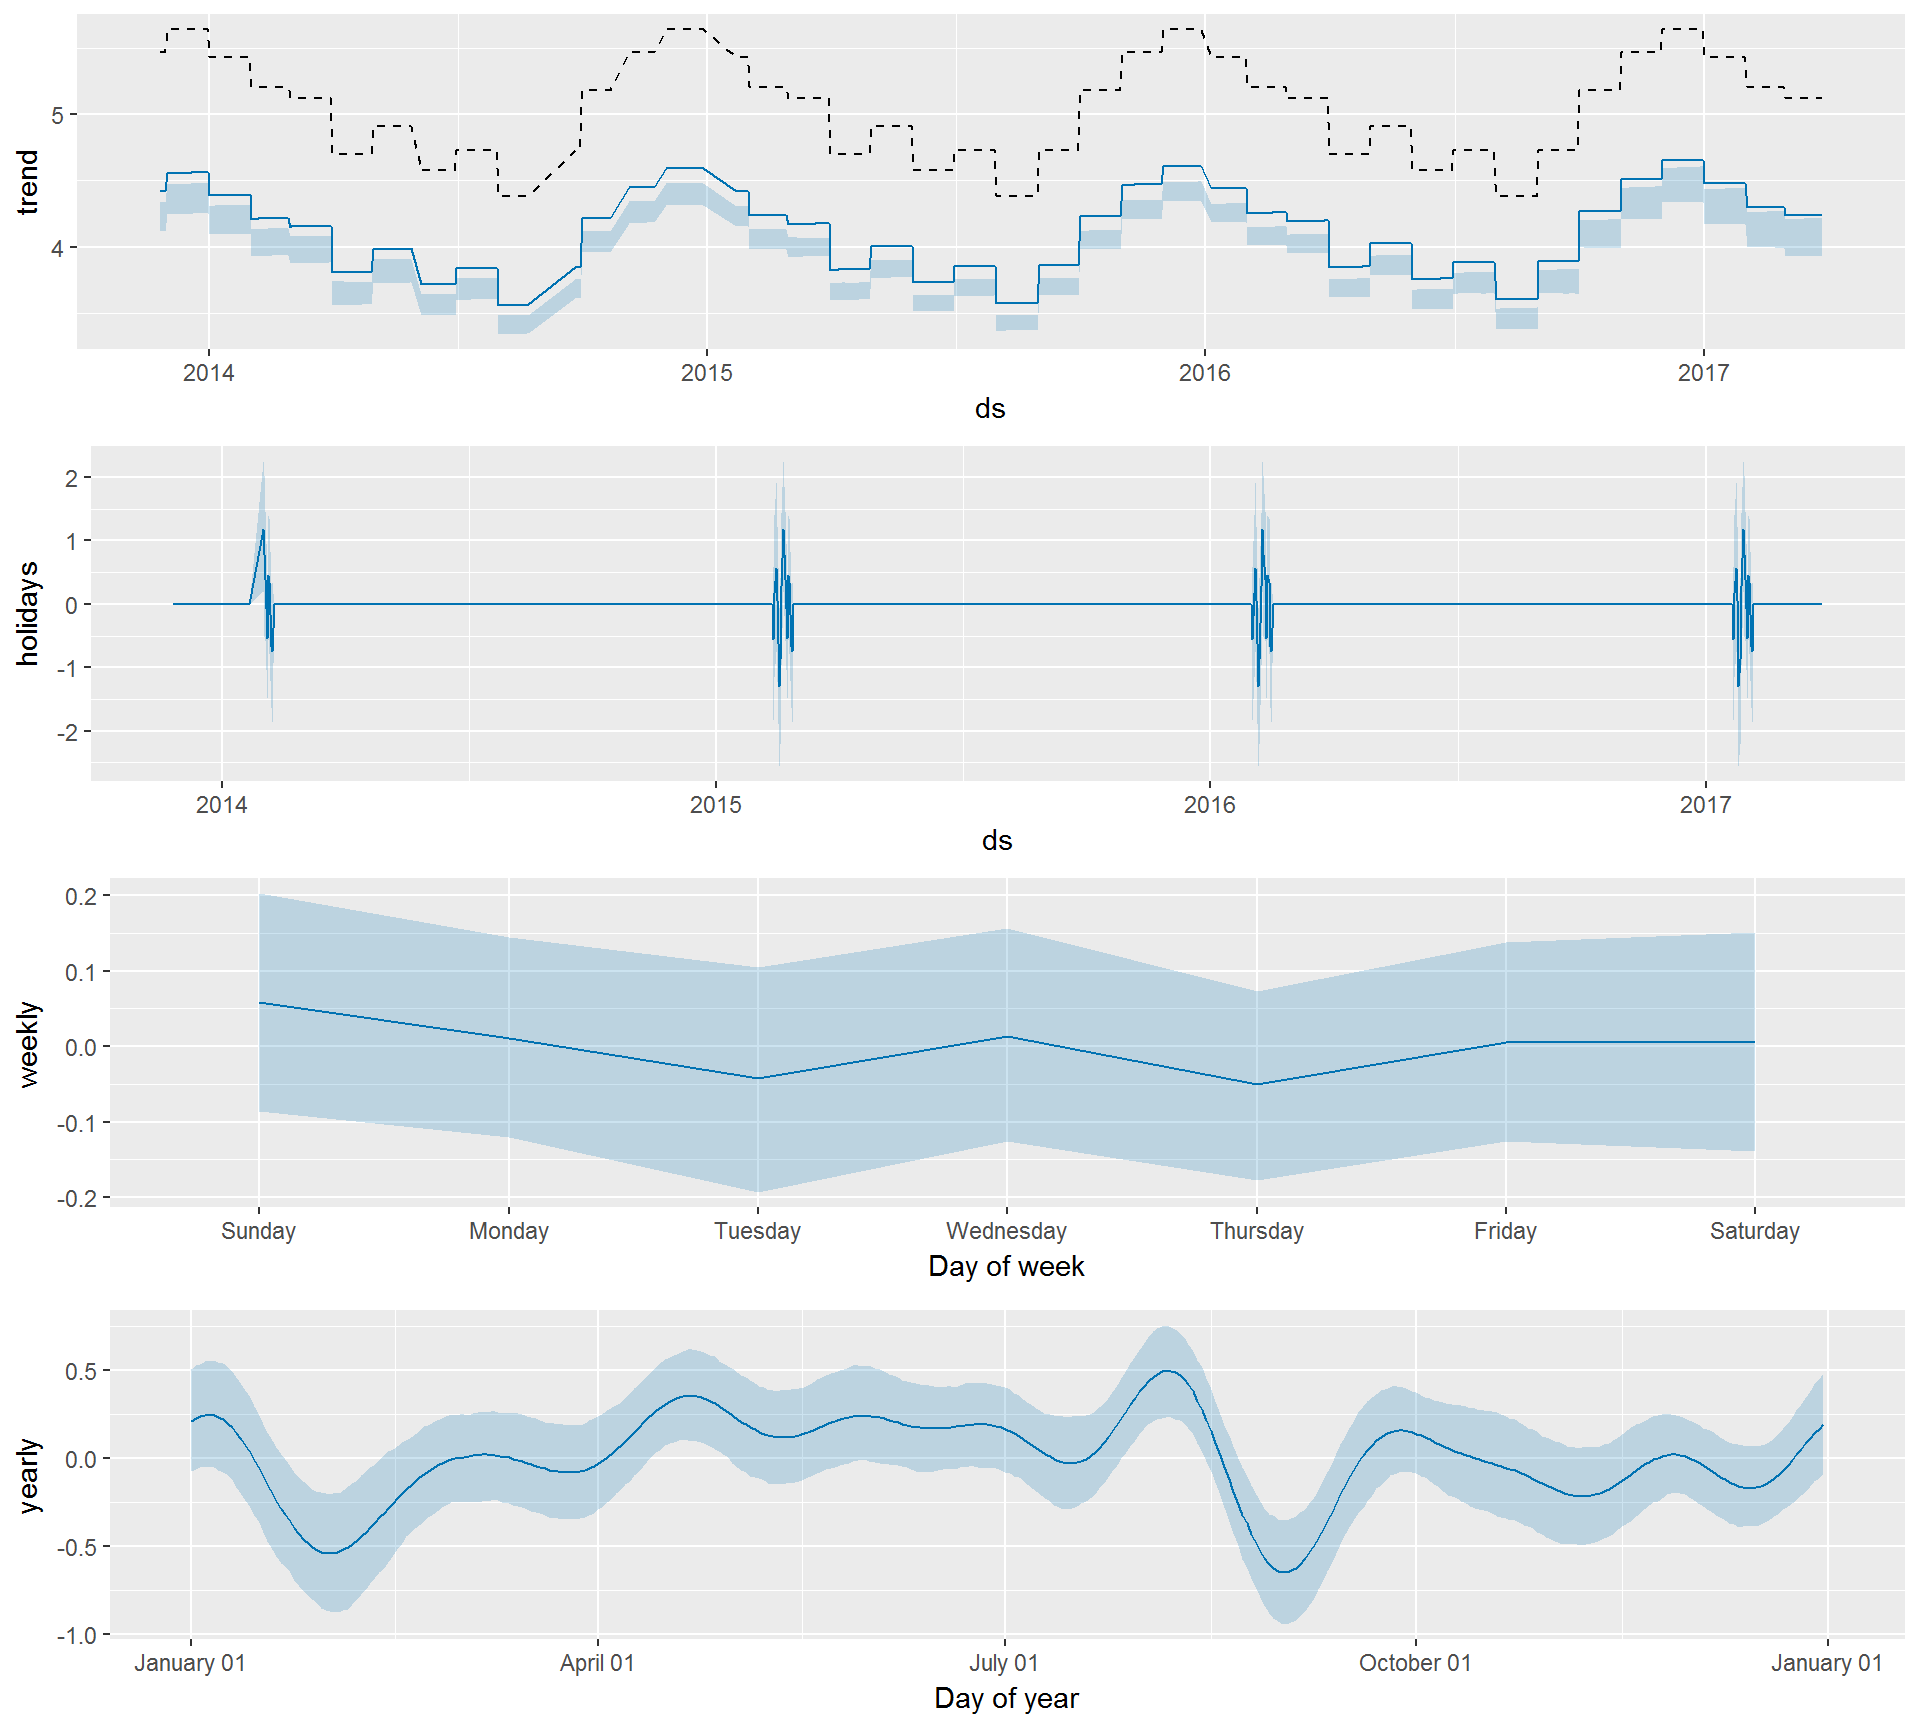 trend
5
4
2014 2015 2016 2017
ds
holidays
2
1
0
-1
-2
2014 2015 2016 2017
ds
weekly
0.2
0.1
0.0
-0.1
-0.2
Sunday Monday Tuesday Wednesday Thursday Friday Saturday
Day of week
yearly
0.5
0.0
-0.5
-1.0
January 01 April 01 July 01 October 01 January 01
Day of year